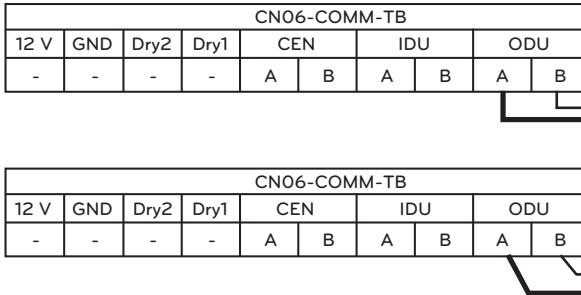 CN06-COMM-TB
12 V GND Dry2 Dry1 CEN IDU ODU
- - - - A B A B A B
CN06-COMM-TB
12 V GND Dry2 Dry1 CEN IDU ODU
- - - - A B A B A B